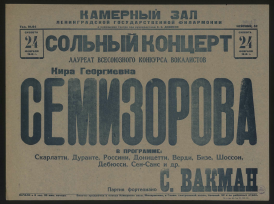 КАМЕРНЫЙ ЗАЛ
ЛЕНИНГРАДСКОЙ ГОСУДАРСТВЕННОЙ ФИЛАРМОНИИ
24
СОЛЬНЫЙ КОНЦЕРТ
24
ЛАУРЕАТ ВСЕСОЮЗНОГО КОНКУРСА ВОКАЛИСТОВ
Кира Георгиевна
СЕМИЗОРОВА
В ПРОГРАММЕ:
Скарлатти, Дуранте, Россини, Доницетти, Верди, Бизе, Шоссон,
Дебюсси, Сен-Санс и др.
Партия фортепиано
С. ВАКМАН